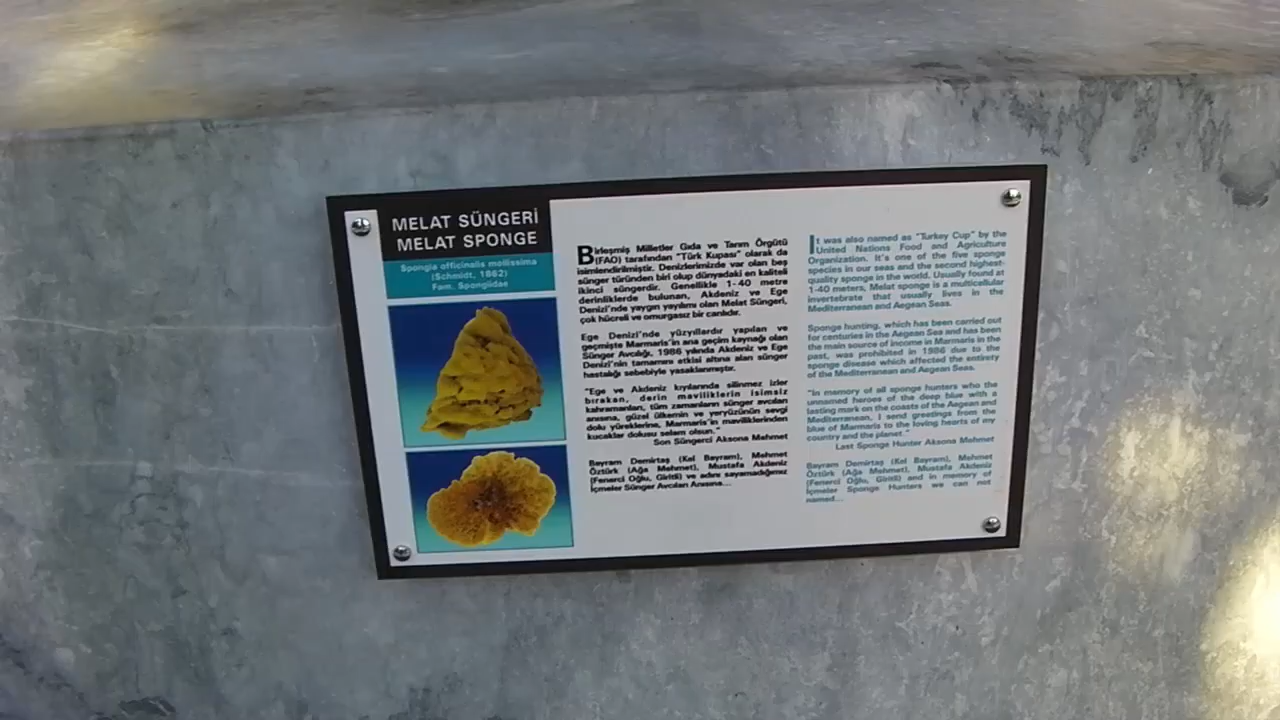 MELAT SÜNGERİ
MELAT SPONGE
Spongia officinalis mollissima
(Schmidt, 1862)
Fam. Spongiidae
Birleşmiş Milletler Gıda ve Tarım Örgütü
(FAO) tarafından "Türk Kupası" olarak da
isimlendirilmiştir. Denizlerimizde var olan beş
sünger türünden biri olup dünyadaki en kaliteli
ikinci süngerdir. Genellikle 1-40 metre
derinliklerde bulunan, Akdeniz ve Ege
Denizi'nde yaygın yayılımı olan Melat Süngeri,
çok hücreli ve omurgasız bir canlıdır.
Ege Denizi'nde yüzyıllardır yapılan ve
geçmişte Marmaris'in ana geçim kaynağı olan
Sünger Avcılığı, 1986 yılında Akdeniz ve Ege
Denizi'nin tamamını etkisi altına alan sünger
hastalığı sebebiyle yasaklanmıştır.
"Ege ve Akdeniz kıyılarında silinmez izler
bırakan, derin maviliklerin isimsiz
kahramanları, tüm zamanların sünger avcıları
anısına, güzel ülkemin ve yeryüzünün sevgi
dolu yüreklerine, Marmaris'in maviliklerinden
kucaklar dolusu selam olsun."
Son Süngerci Aksona Mehmet
Bayram Demirtaş (Kel Bayram), Mehmet
Öztürk (Ağa Mehmet), Mustafa Akdeniz
(Fenerci Oğlu, Giritli) ve adını sayamadığımız
İçmeler Sünger Avcıları Anısına...
It was also named as "Turkey Cup" by the
United Nations Food and Agriculture
Organization. It's one of the five sponge
species in our seas and the second highest-
quality sponge in the world. Usually found at
1-40 meters, Melat sponge is a multicellular
invertebrate that usually lives in the
Mediterranean and Aegean Seas.
Sponge hunting, which has been carried out
for centuries in the Aegean Sea and has been
the main source of income in Marmaris in the
past, was prohibited in 1986 due to the
sponge disease which affected the entirety
of the Mediterranean and Aegean Seas.
"In memory of all sponge hunters who the
unnamed heroes of the deep blue with a
lasting mark on the coasts of the Aegean and
Mediterranean, I send greetings from the
blue of Marmaris to the loving hearts of my
country and the planet."
Last Sponge Hunter Aksona Mehmet
Bayram Demirtaş (Kel Bayram), Mehmet
Öztürk (Ağa Mehmet), Mustafa Akdeniz
(Fenerci Oğlu, Giritli) and in memory of
İçmeler Sponge Hunters we can not
named...